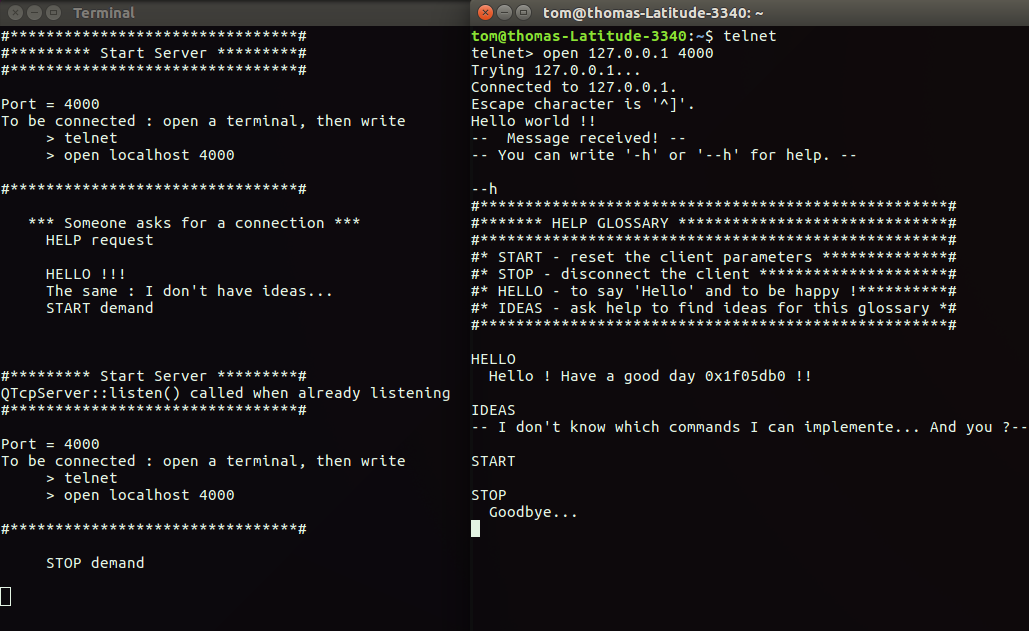 Terminal
#********************************#
#********* Start Server *********#
#********************************#
Port = 4000
To be connected : open a terminal, then write
> telnet
> open localhost 4000
#********************************#
*** Someone asks for a connection ***
HELP request
HELLO !!!
The same : I don't have ideas...
START demand
#********* Start Server *********#
QTcpServer::listen() called when already listening
#********************************#
Port = 4000
To be connected : open a terminal, then write
> telnet
> open localhost 4000
#********************************#
STOP demand
tom@thomas-Latitude-3340: ~
tom@thomas-Latitude-3340:~$ telnet
telnet> open 127.0.0.1 4000
Trying 127.0.0.1...
Connected to 127.0.0.1.
Escape character is '^]'.
Hello world !!
--  Message received! --
-- You can write '-h' or '--h' for help. --
--h
#****************************************************#
#******* HELP GLOSSARY ******************************#
#****************************************************#
#* START - reset the client parameters **************#
#* STOP - disconnect the client *********************#
#* HELLO - to say 'Hello' and to be happy !**********#
#* IDEAS - ask help to find ideas for this glossary *#
#****************************************************#
HELLO
Hello ! Have a good day 0x1f05db0 !!
IDEAS
-- I don't know which commands I can implemente... And you ?--
START
STOP
Goodbye...